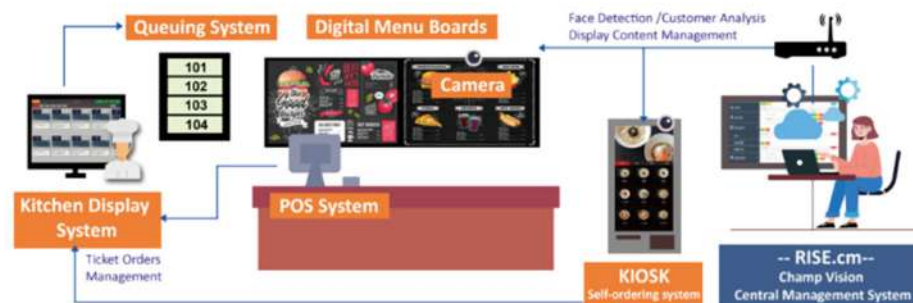 Queuing System
Digital Menu Boards
Face Detection /Customer Analysis
Display Content Management
101
102
103
104
Camera
Kitchen Display
System
POS System
Ticket Orders
Management
KIOSK
Self-ordering system
-- RISE.cm--
Champ Vision
Central Management System